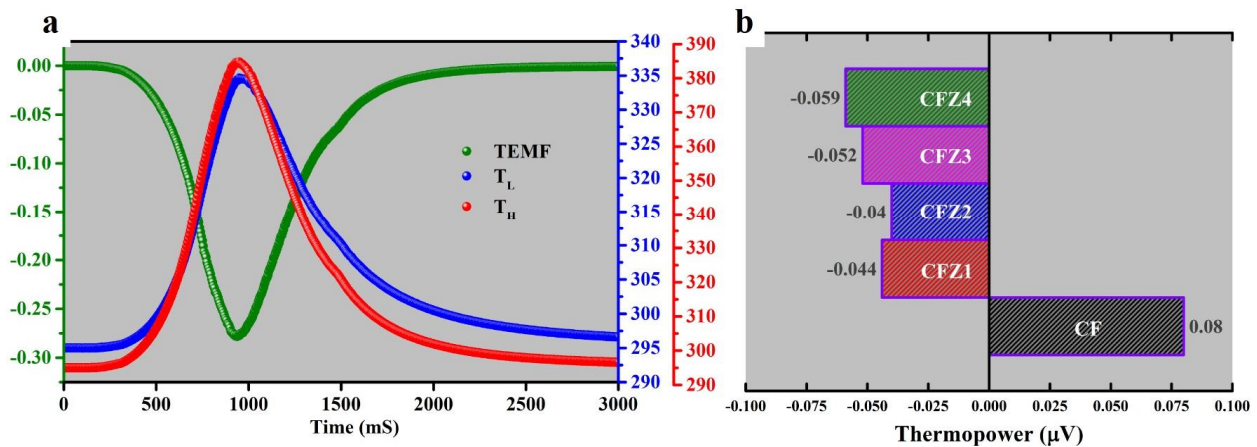 a
0.00
-0.05
-0.10
-0.15
-0.20
-0.25
-0.30
340
335
330
325
320
315
310
305
300
295
290
390
380
370
360
350
340
330
320
310
300
290
TEMF
T_L
T_H
0 500 1000 1500 2000 2500 3000
Time (mS)
b
-0.059 CFZ4
-0.052 CFZ3
-0.04 CFZ2
-0.044 CFZ1
CF 0.08
-0.100 -0.075 -0.050 -0.025 0.000 0.025 0.050 0.075 0.100
Thermopower (µV)